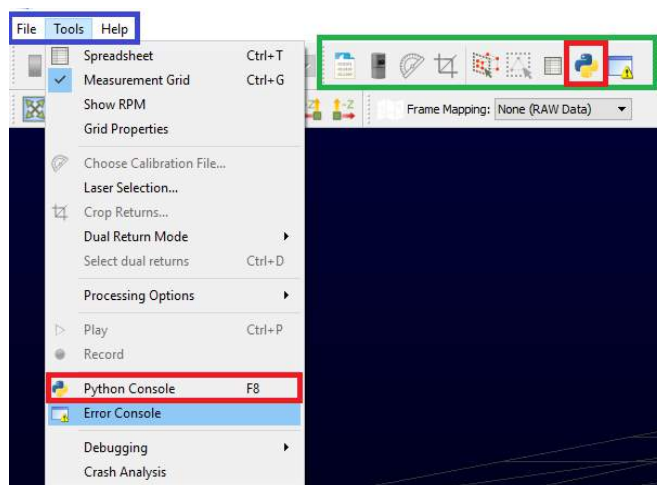 File Tools Help
Spreadsheet Ctrl+T
Measurement Grid Ctrl+G
Show RPM
Grid Properties
Choose Calibration File...
Laser Selection...
Crop Returns...
Dual Return Mode
Select dual returns Ctrl+D
Processing Options
Play Ctrl+P
Record
Python Console F8
Error Console
Debugging
Crash Analysis
Z -Z
Frame Mapping: None (RAW Data)